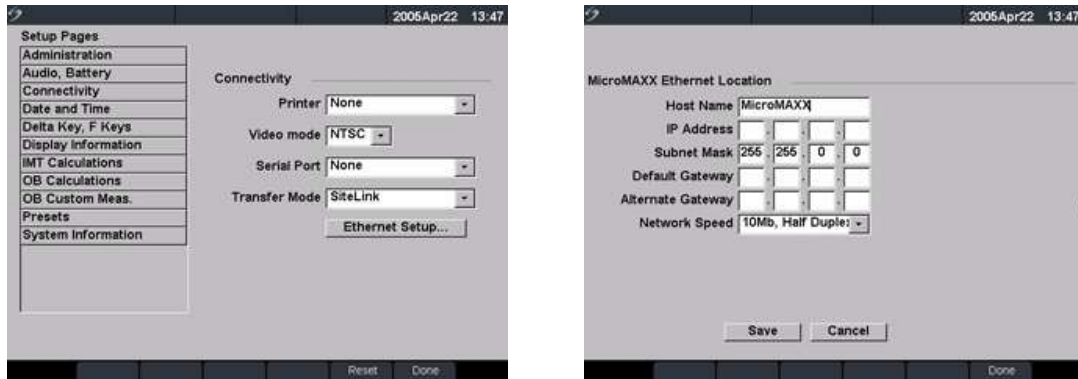 2005Apr22 13:47
Setup Pages
Administration
Audio, Battery
Connectivity
Date and Time
Delta Key, F Keys
Display Information
IMT Calculations
OB Calculations
OB Custom Meas.
Presets
System Information
Connectivity
Printer None
Video mode NTSC
Serial Port None
Transfer Mode SiteLink
Ethernet Setup...
Reset Done
2005Apr22 13:47
MicroMAXX Ethernet Location
Host Name MicroMAXX
IP Address . . .
Subnet Mask 255 . 255 . 0 . 0
Default Gateway . . .
Alternate Gateway . . .
Network Speed 10Mb, Half Duple
Save Cancel
Done